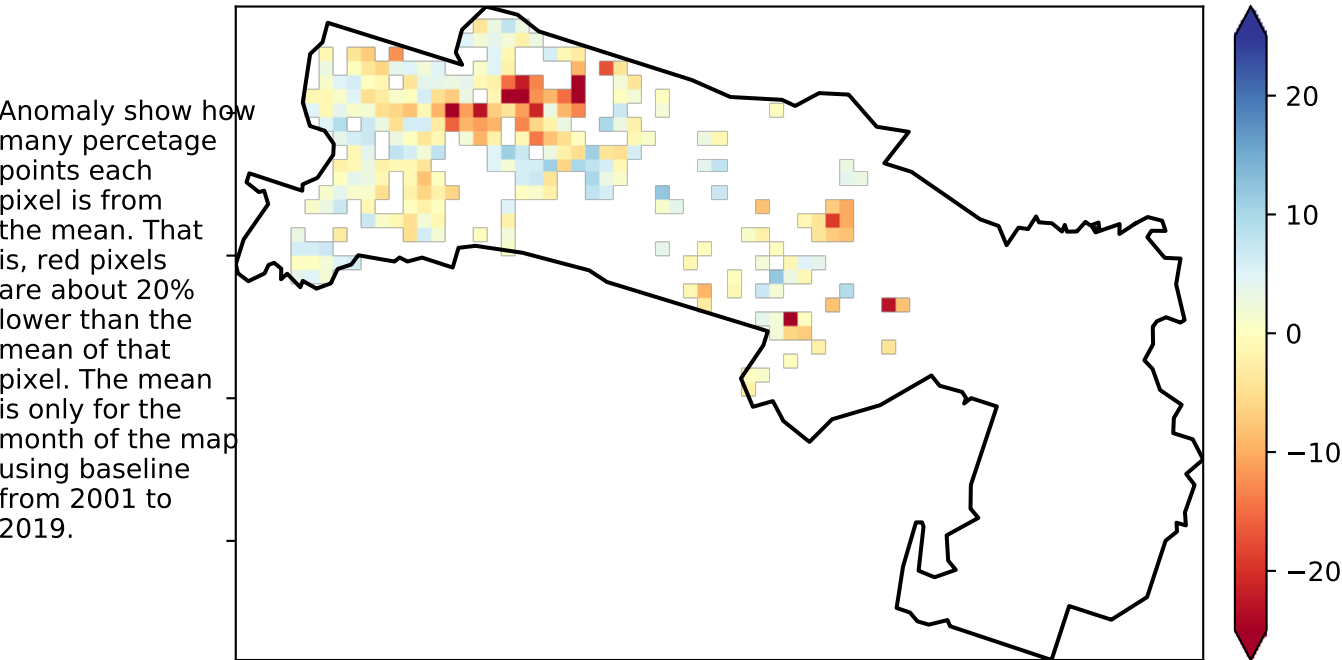 Anomaly show how
many percetage
points each
pixel is from
the mean. That
is, red pixels
are about 20%
lower than the
mean of that
pixel. The mean
is only for the
month of the map
using baseline
from 2001 to
2019.
20
10
0
−10
−20